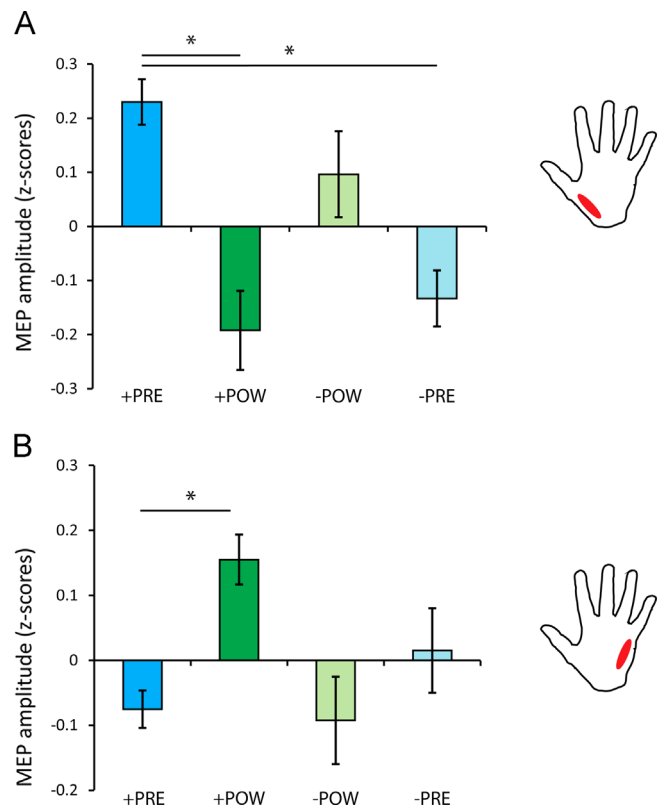 A
*
*
0.3
0.2
0.1
0
-0.1
-0.2
-0.3
MEP amplitude (z-scores)
+PRE +POW -POW -PRE
B
*
0.3
0.2
0.1
0
-0.1
-0.2
MEP amplitude (z-scores)
+PRE +POW -POW -PRE